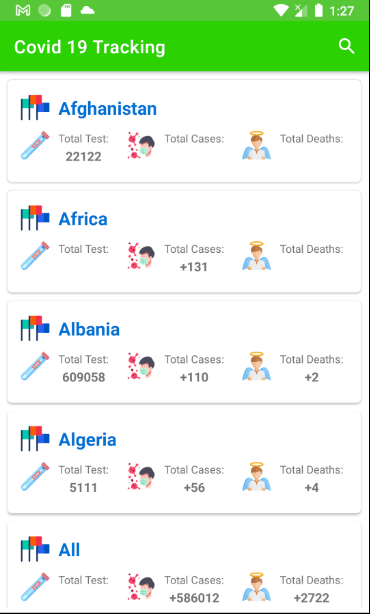 1:27
Covid 19 Tracking
Afghanistan
Total Test: Total Cases: Total Deaths:
22122
Africa
Total Test: Total Cases: Total Deaths:
+131
Albania
Total Test: Total Cases: Total Deaths:
609058 +110 +2
Algeria
Total Test: Total Cases: Total Deaths:
5111 +56 +4
All
Total Test: Total Cases: Total Deaths:
+586012 +2722